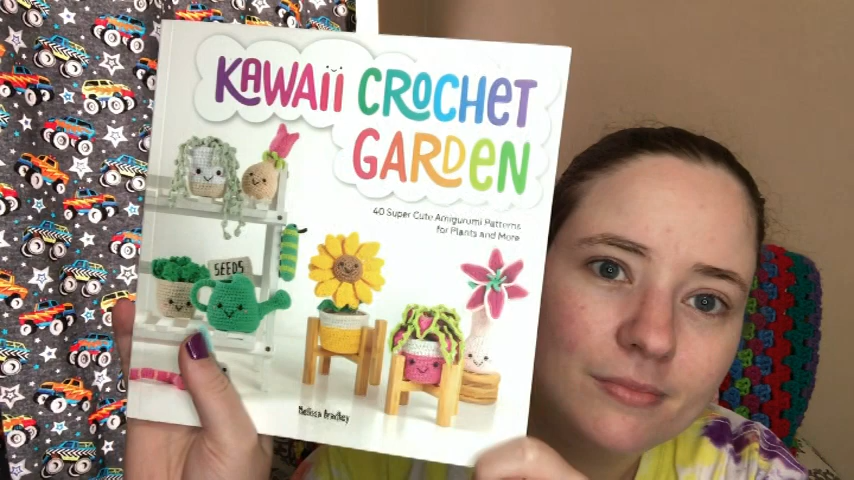 KAWAii CROCHET
GARDEN
40 Super Cute Amigurumi Patterns
for Plants and More
SEEDS
Melissa Bradley